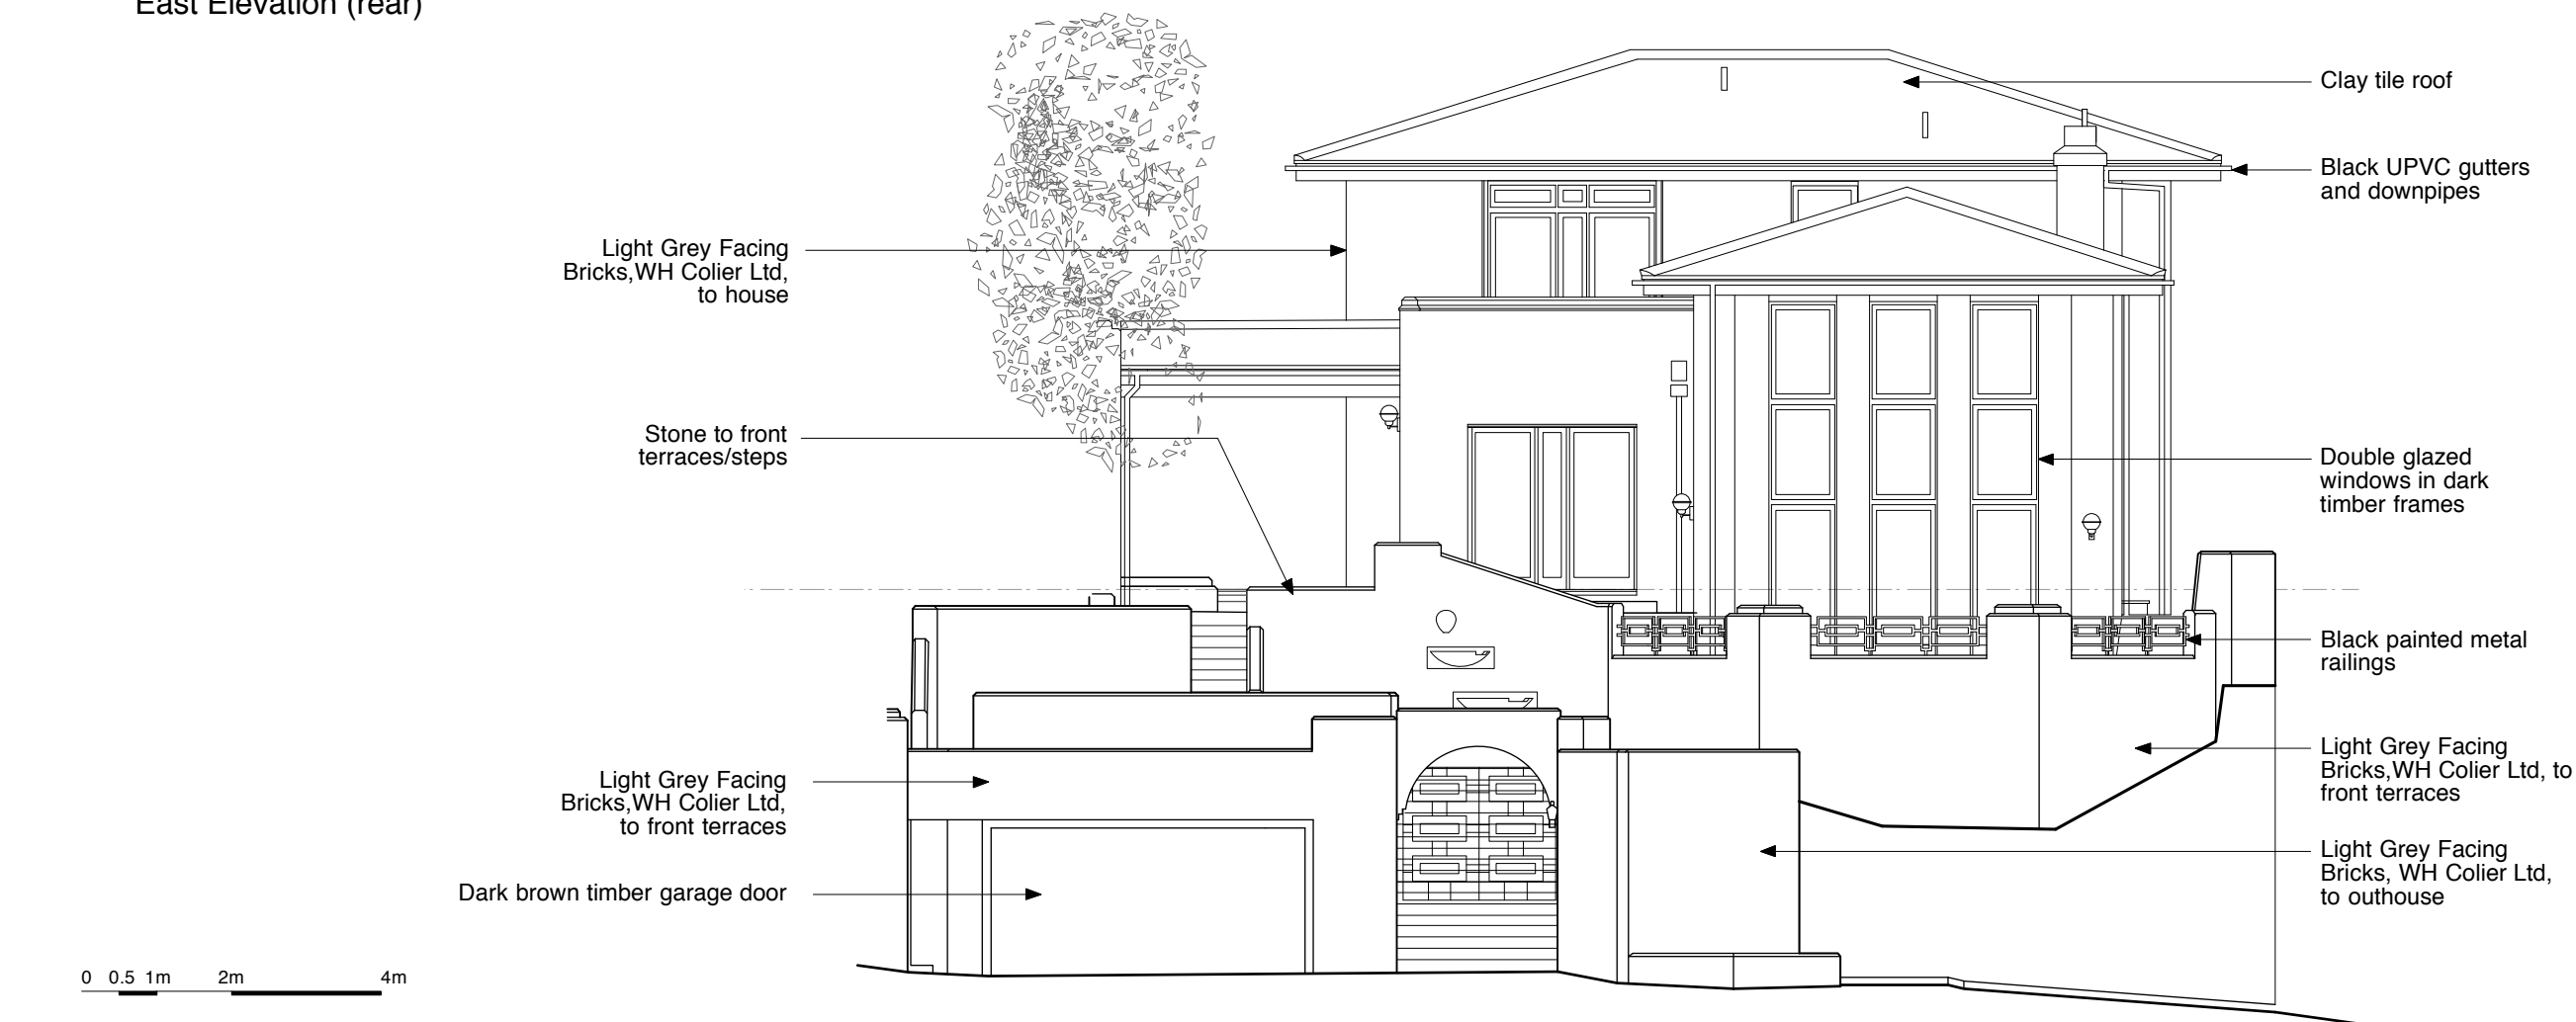 East Elevation (rear)
Clay tile roof
Black UPVC gutters
and downpipes
Light Grey Facing
Bricks,WH Colier Ltd,
to house
Stone to front
terraces/steps
Double glazed
windows in dark
timber frames
Black painted metal
railings
Light Grey Facing
Bricks,WH Colier Ltd, to
front terraces
Light Grey Facing
Bricks,WH Colier Ltd,
to front terraces
Light Grey Facing
Bricks, WH Colier Ltd,
to outhouse
Dark brown timber garage door
0 0.5 1m 2m 4m